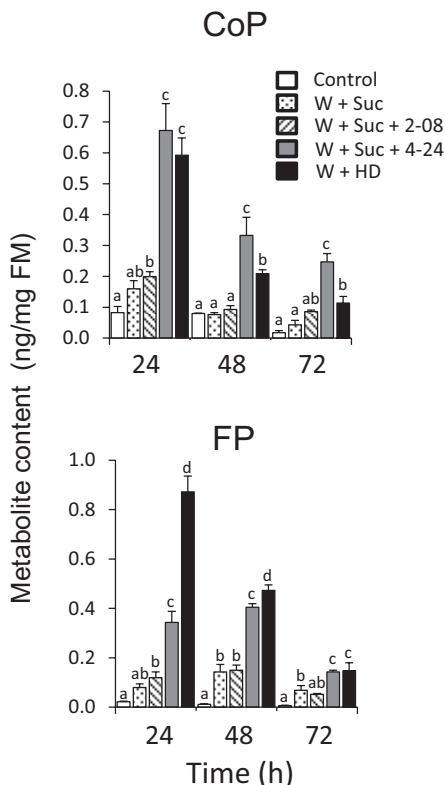 CoP
Metabolite content (ng/mg FM)
Control
W + Suc
W + Suc + 2-08
W + Suc + 4-24
W + HD
0.8
0.7
0.6
0.5
0.4
0.3
0.2
0.1
0.0
a ab b c c
a a a c b
a a ab c b
24 48 72
FP
1.0
0.8
0.6
0.4
0.2
0.0
a ab b c d
a b b c d
a b ab c c
24 48 72
Time (h)